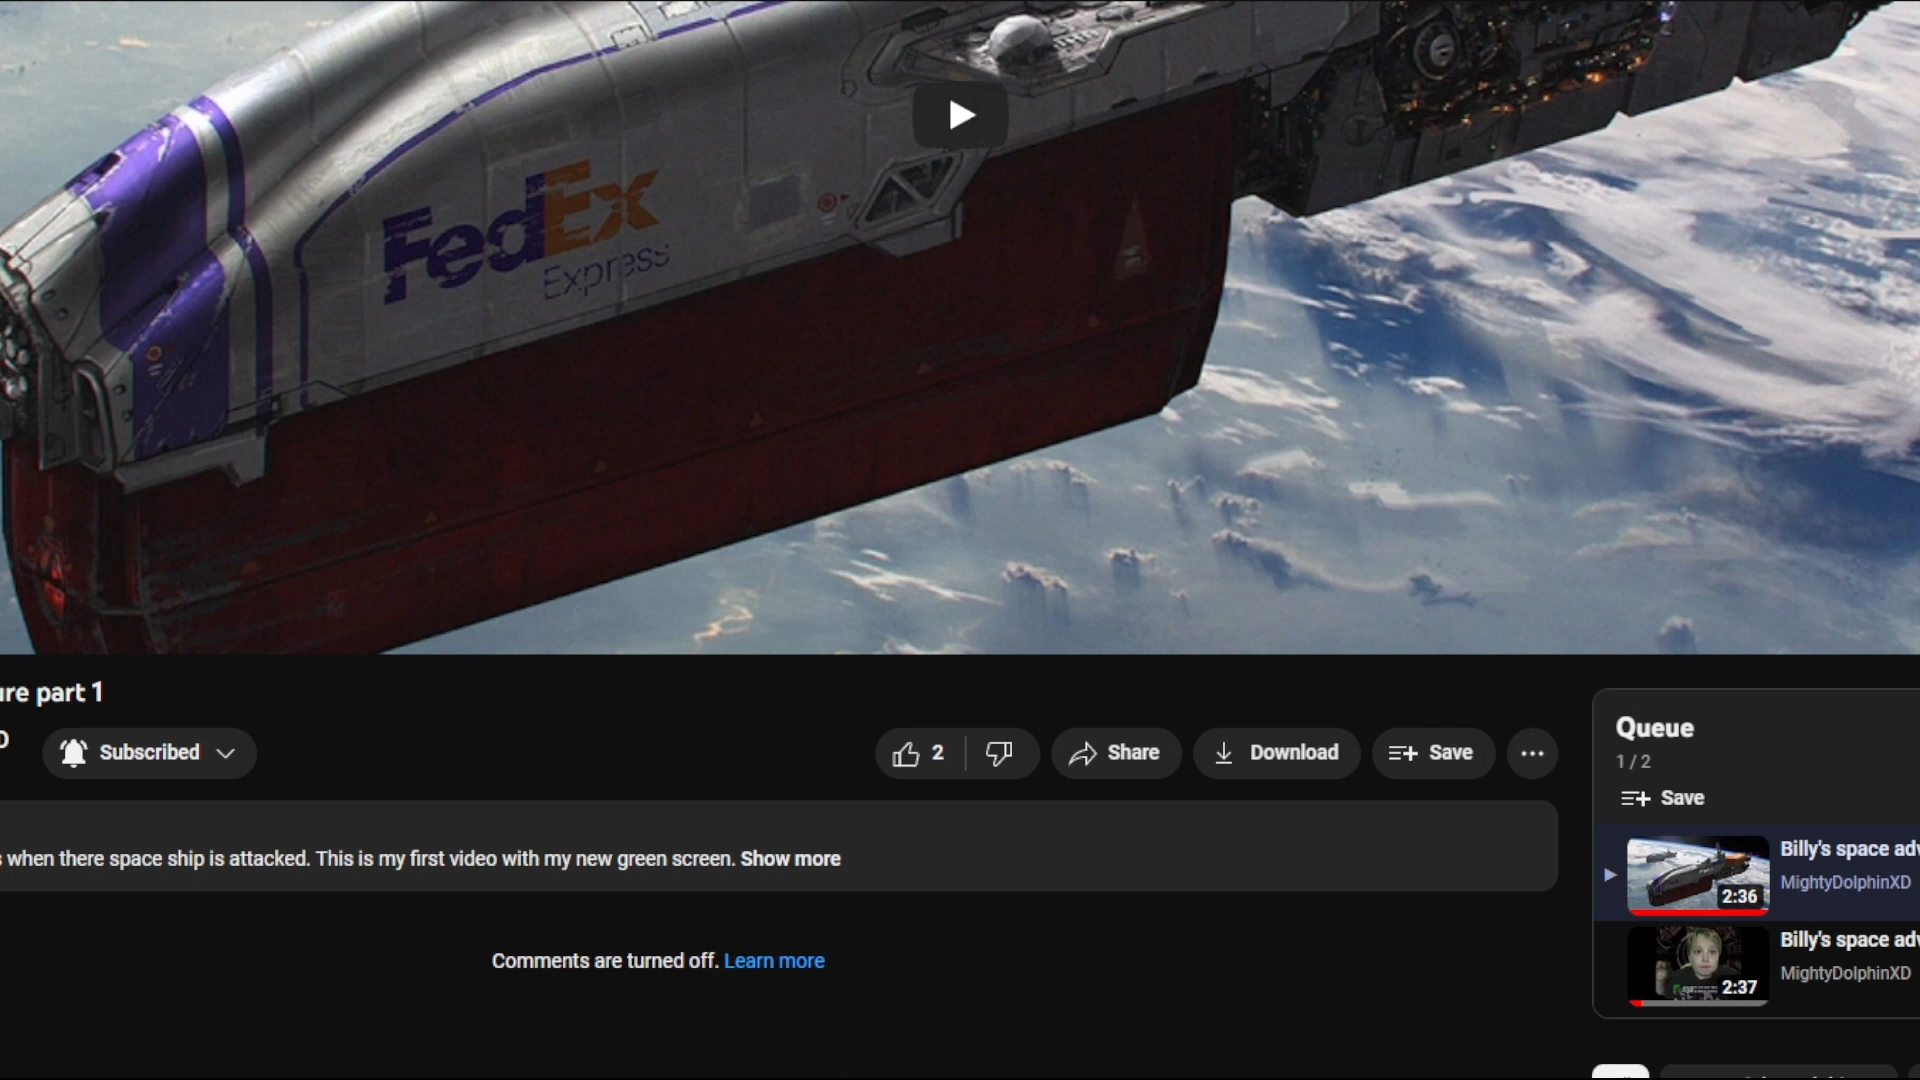 FedEx
Express
ure part 1
D
Subscribed
2
Share
Download
Save
Queue
1 / 2
Save
s when there space ship is attacked. This is my first video with my new green screen. Show more
Comments are turned off. Learn more
Billy's space adv
MightyDolphinXD
2:36
Billy's space adv
MightyDolphinXD
2:37